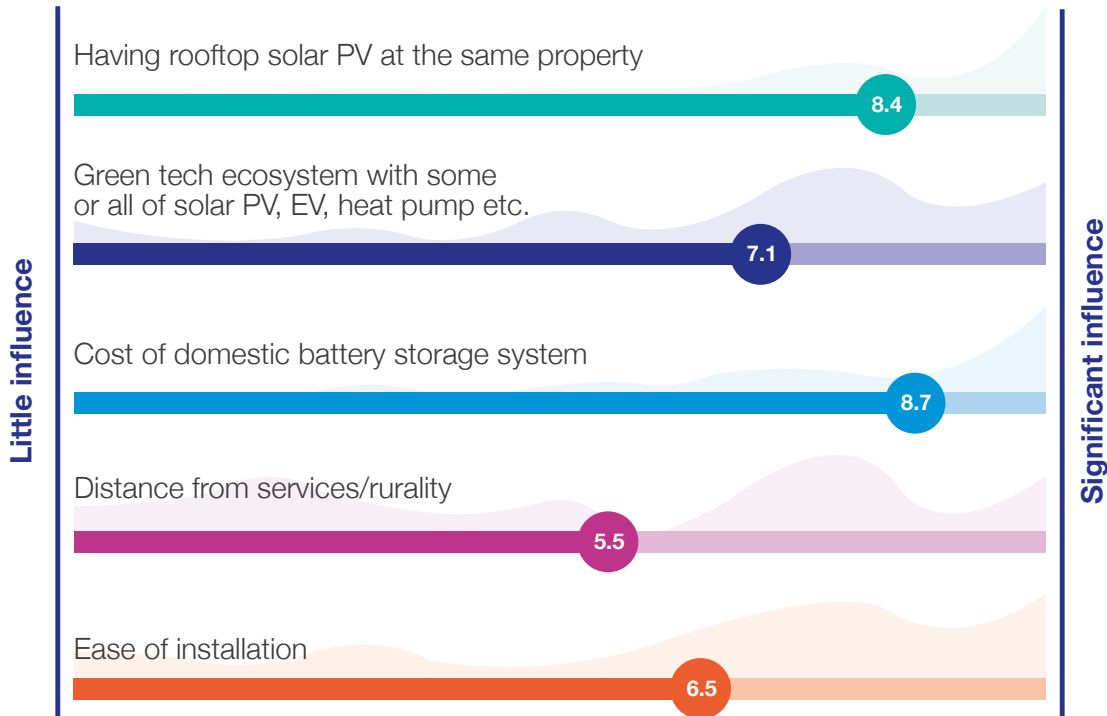 Having rooftop solar PV at the same property
8.4
Green tech ecosystem with some
or all of solar PV, EV, heat pump etc.
7.1
Cost of domestic battery storage system
8.7
Distance from services/rurality
5.5
Ease of installation
6.5
Little influence
Significant influence